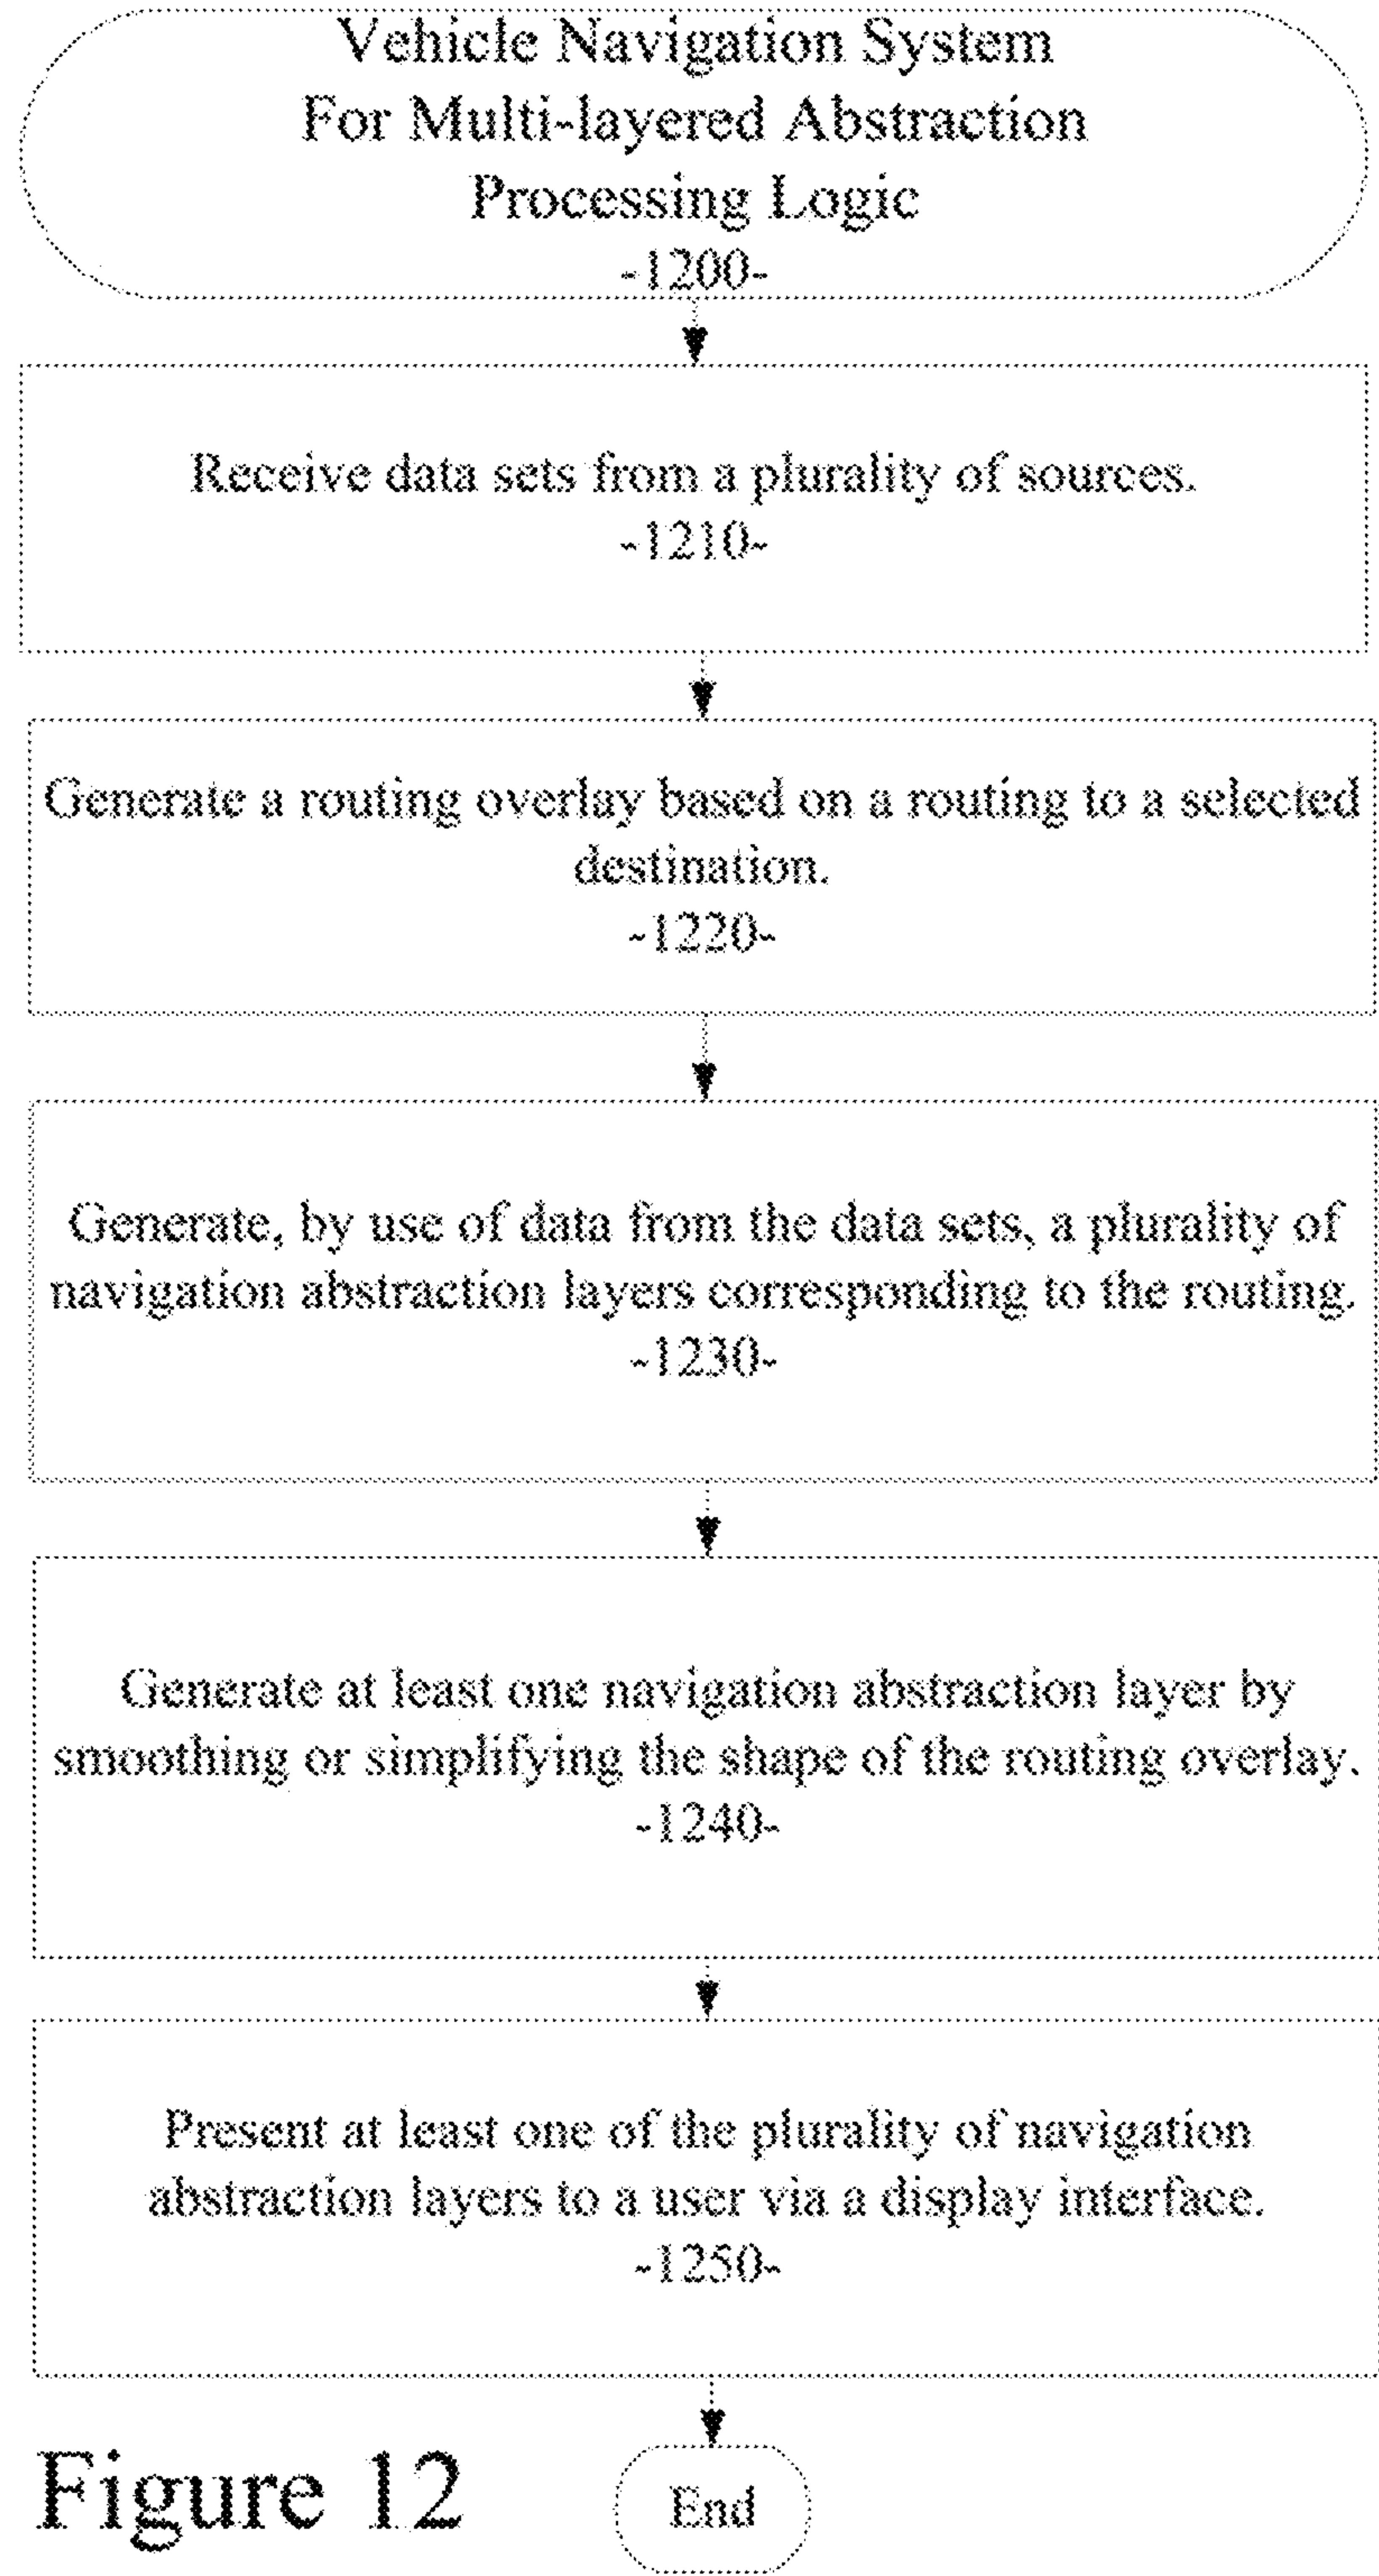 Vehicle Navigation System
For Multi-layered Abstraction
Processing Logic
-1200-
Receive data sets from a plurality of sources.
-1210-
Generate a routing overlay based on a routing to a selected
destination.
-1220-
Generate, by use of data from the data sets, a plurality of
navigation abstraction layers corresponding to the routing.
-1230-
Generate at least one navigation abstraction layer by
smoothing or simplifying the shape of the routing overlay.
-1240-
Present at least one of the plurality of navigation
abstraction layers to a user via a display interface.
-1250-
End
Figure 12